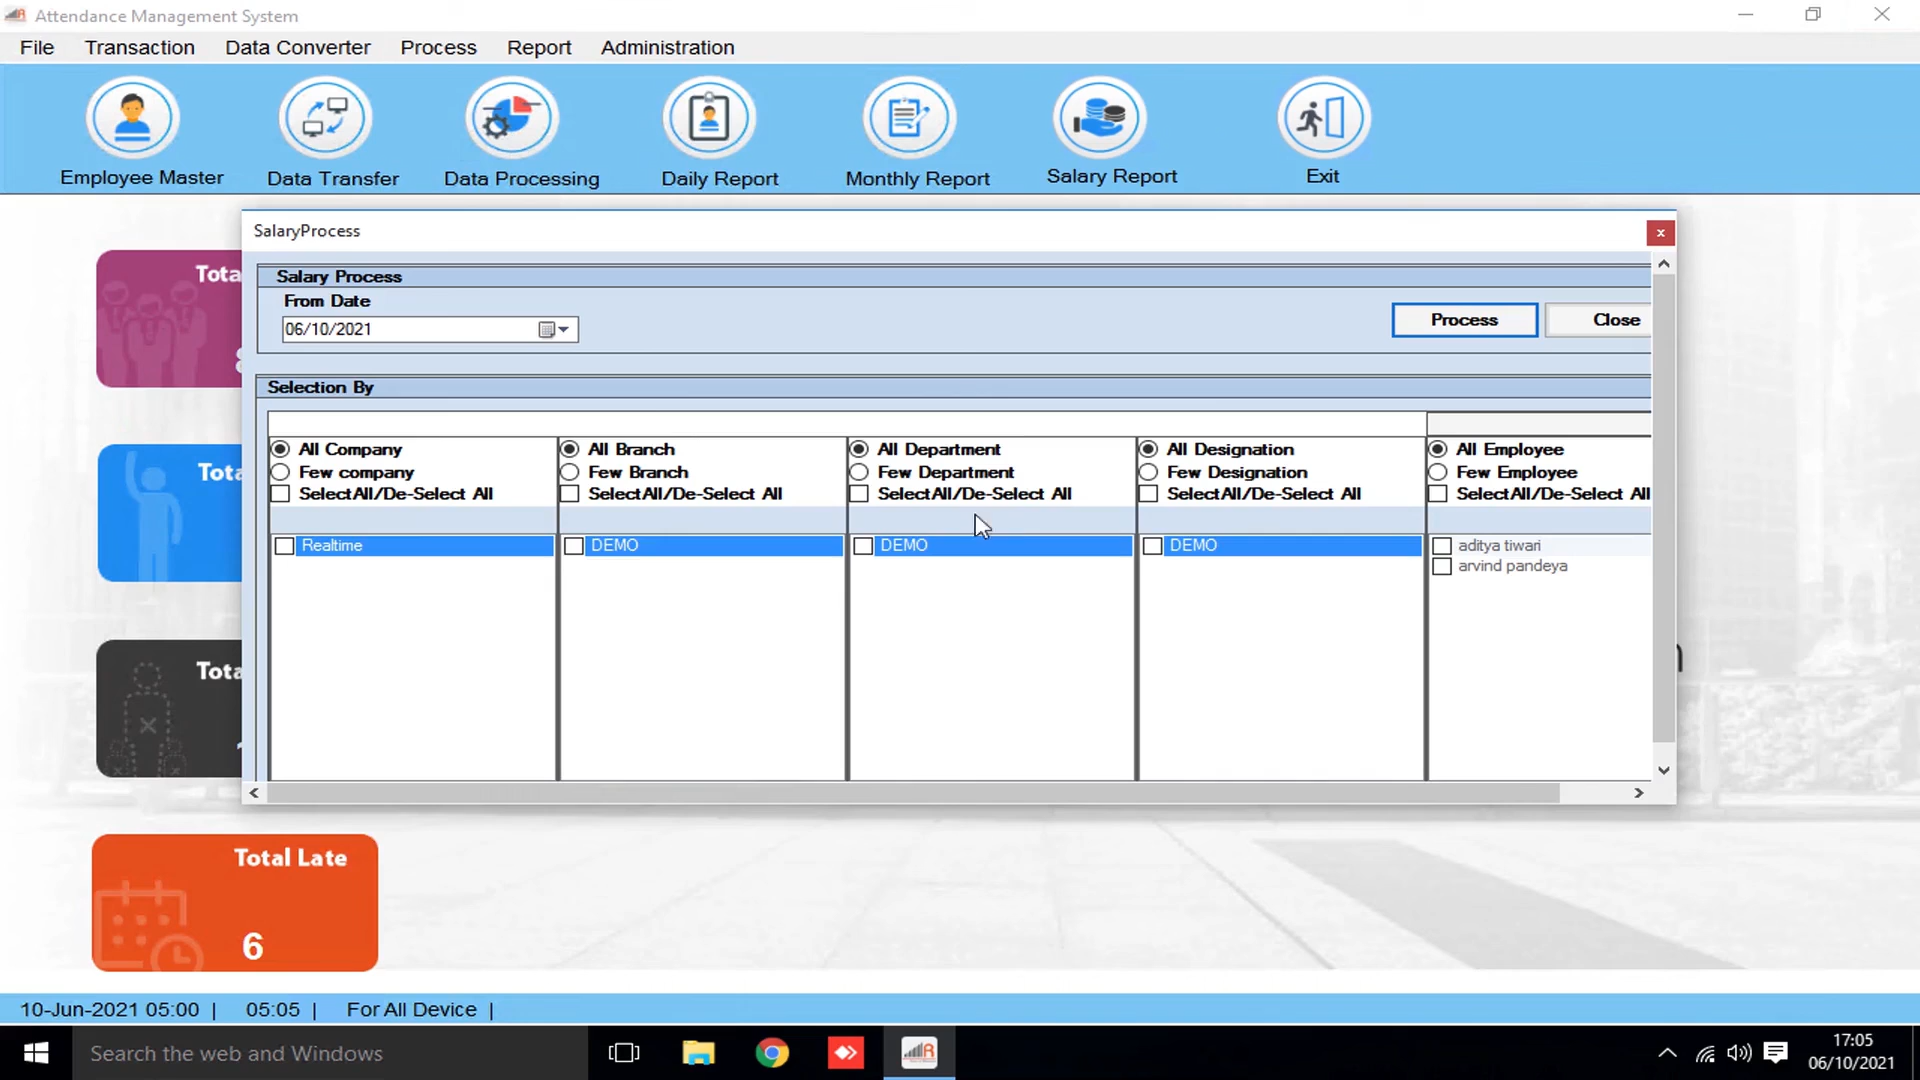 Attendance Management System
File Transaction Data Converter Process Report Administration
Employee Master Data Transfer Data Processing Daily Report Monthly Report Salary Report Exit
SalaryProcess x
Salary Process
From Date
06/10/2021
Process Close
Selection By
All Company All Branch All Department All Designation All Employee
Few company Few Branch Few Department Few Designation Few Employee
SelectAll/De-Select All SelectAll/De-Select All SelectAll/De-Select All SelectAll/De-Select All SelectAll/De-Select All
Realtime DEMO DEMO DEMO aditya tiwari
arvind pandeya
Tota
Tota
Tota
Total Late
6
10-Jun-2021 05:00 | 05:05 | For All Device |
Search the web and Windows
17:05
06/10/2021